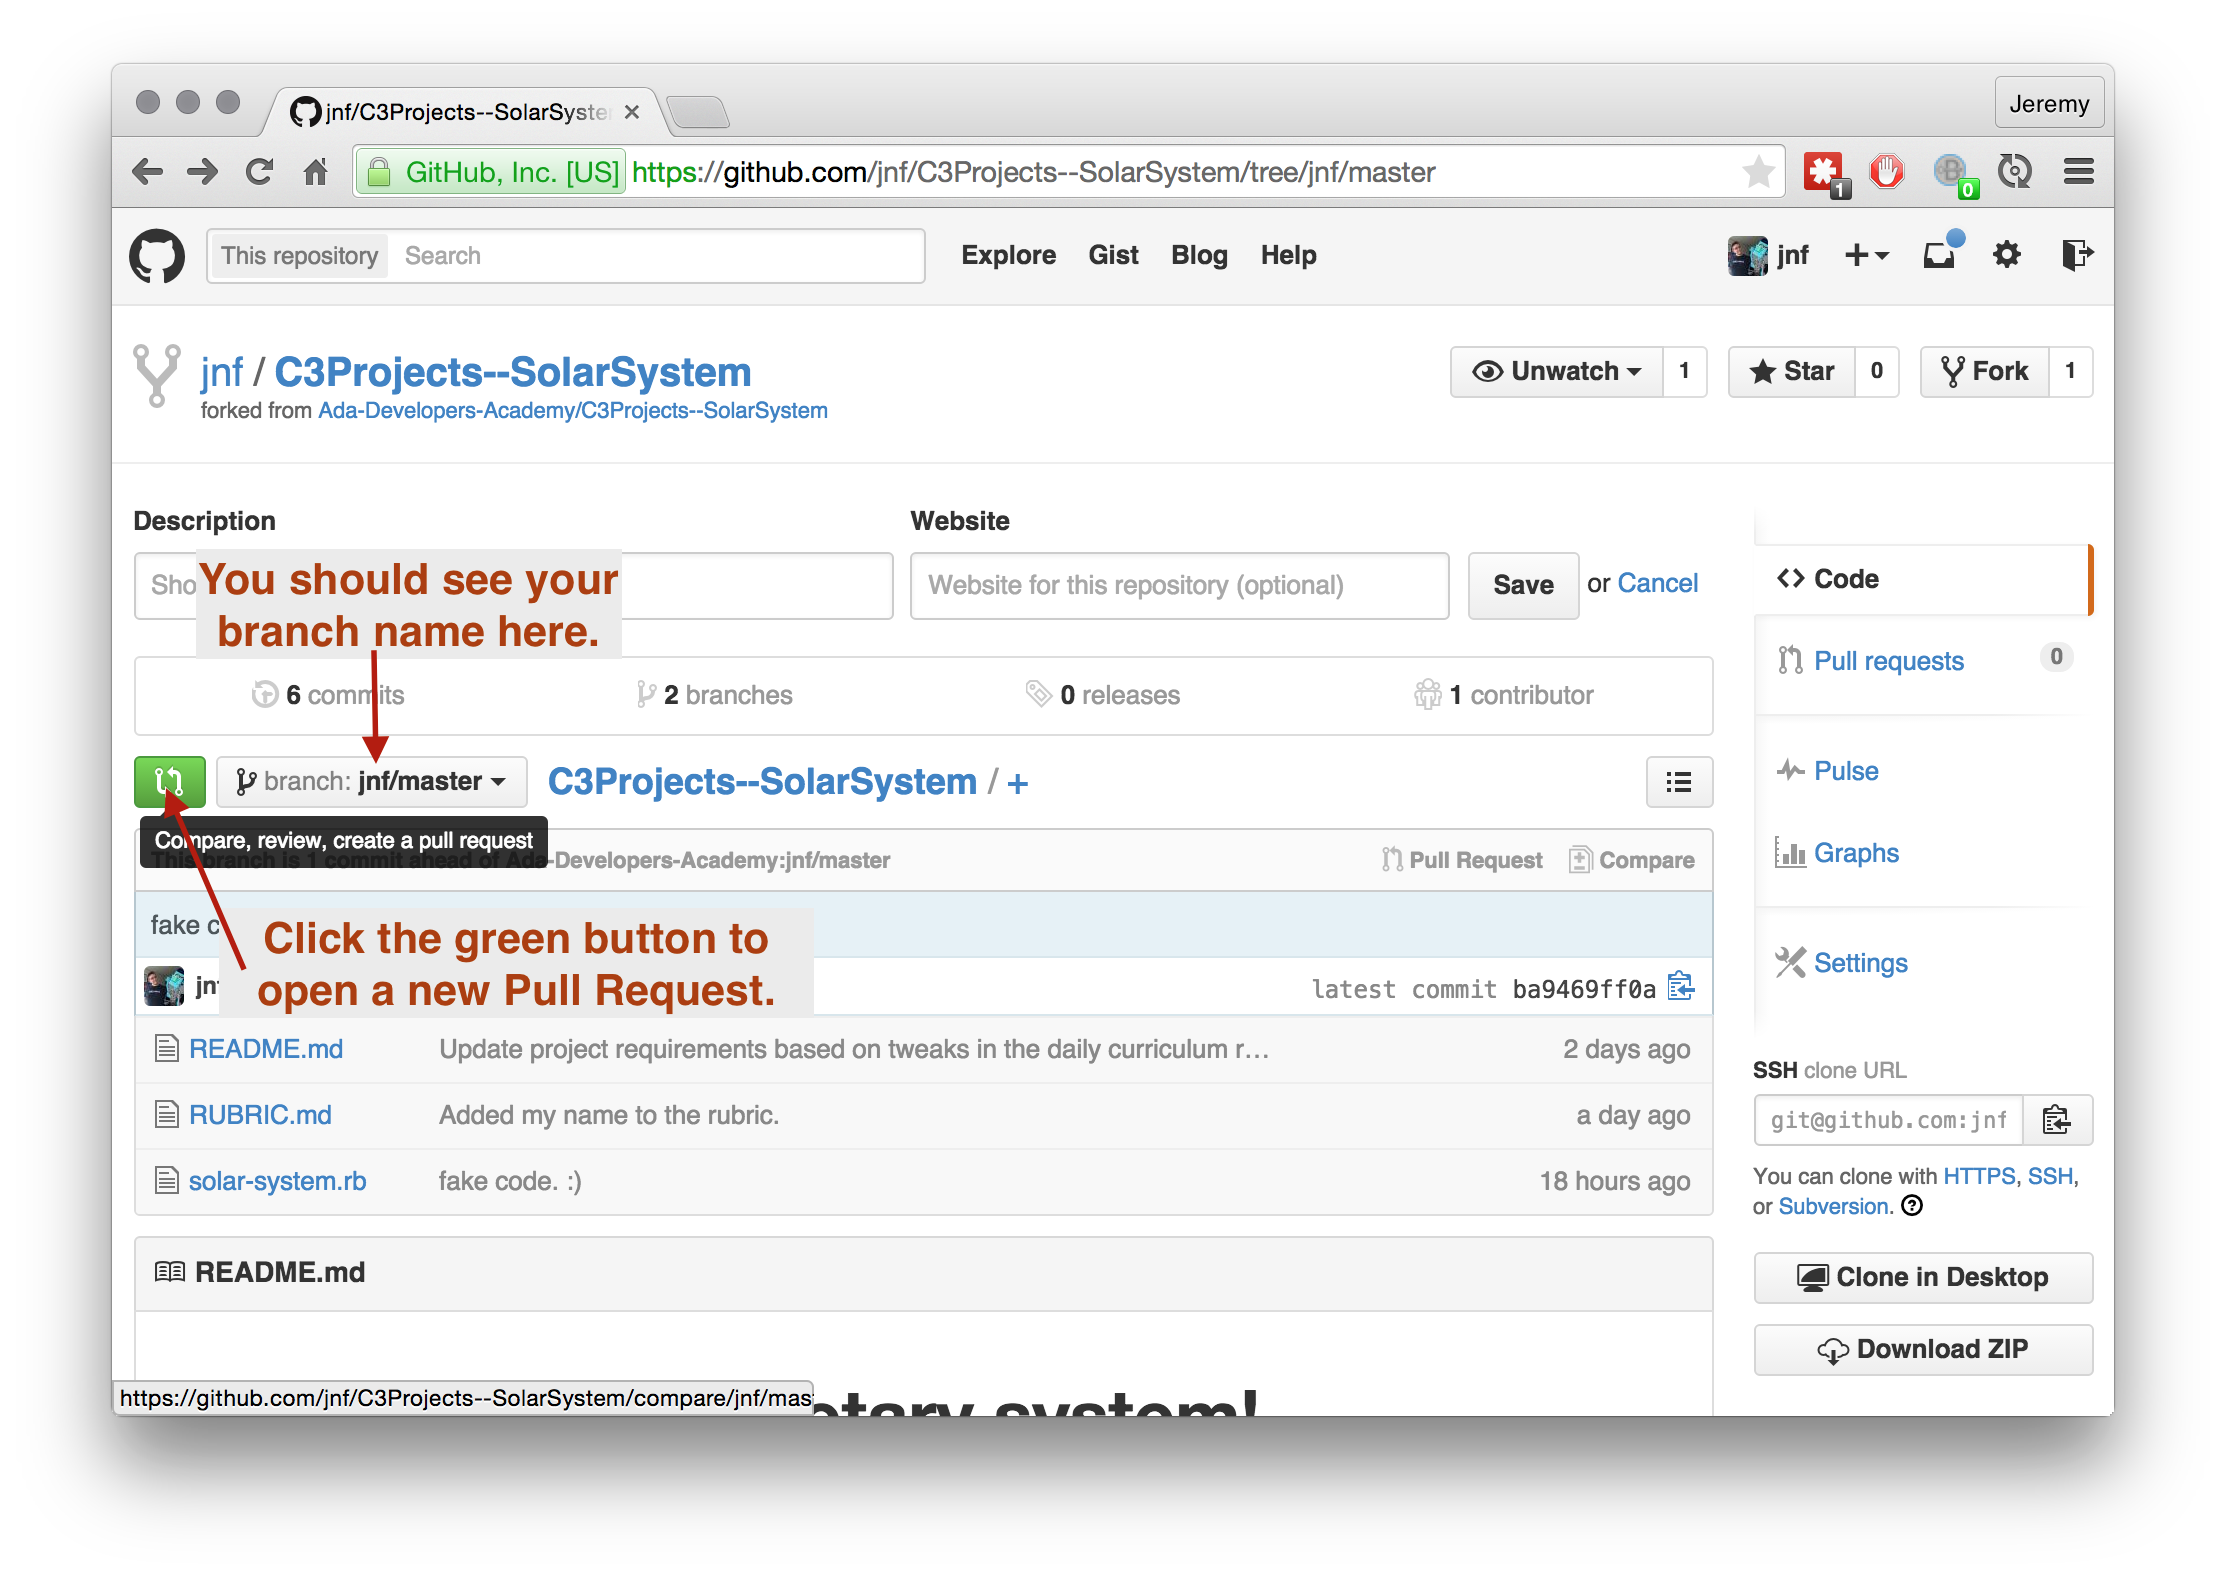 jnf/C3Projects--SolarSyste
Jeremy
GitHub, Inc. [US] https://github.com/jnf/C3Projects--SolarSystem/tree/jnf/master
1
0
This repository Search Explore Gist Blog Help jnf
jnf / C3Projects--SolarSystem
Unwatch 1 Star 0 Fork 1
forked from Ada-Developers-Academy/C3Projects--SolarSystem
Description Website
Sho
Website for this repository (optional) Save or Cancel
You should see your
branch name here.
6 commits 2 branches 0 releases 1 contributor
branch: jnf/master C3Projects--SolarSystem / +
Compare, review, create a pull request
This branch is 1 commit ahead of Ada-Developers-Academy:jnf/master Pull Request Compare
fake c
Click the green button to
open a new Pull Request.
jn latest commit ba9469ff0a
README.md Update project requirements based on tweaks in the daily curriculum r… 2 days ago
RUBRIC.md Added my name to the rubric. a day ago
solar-system.rb fake code. :) 18 hours ago
README.md
etary system!
https://github.com/jnf/C3Projects--SolarSystem/compare/jnf/mas
Code
Pull requests 0
Pulse
Graphs
Settings
SSH clone URL
git@github.com:jnf
You can clone with HTTPS, SSH,
or Subversion.
Clone in Desktop
Download ZIP